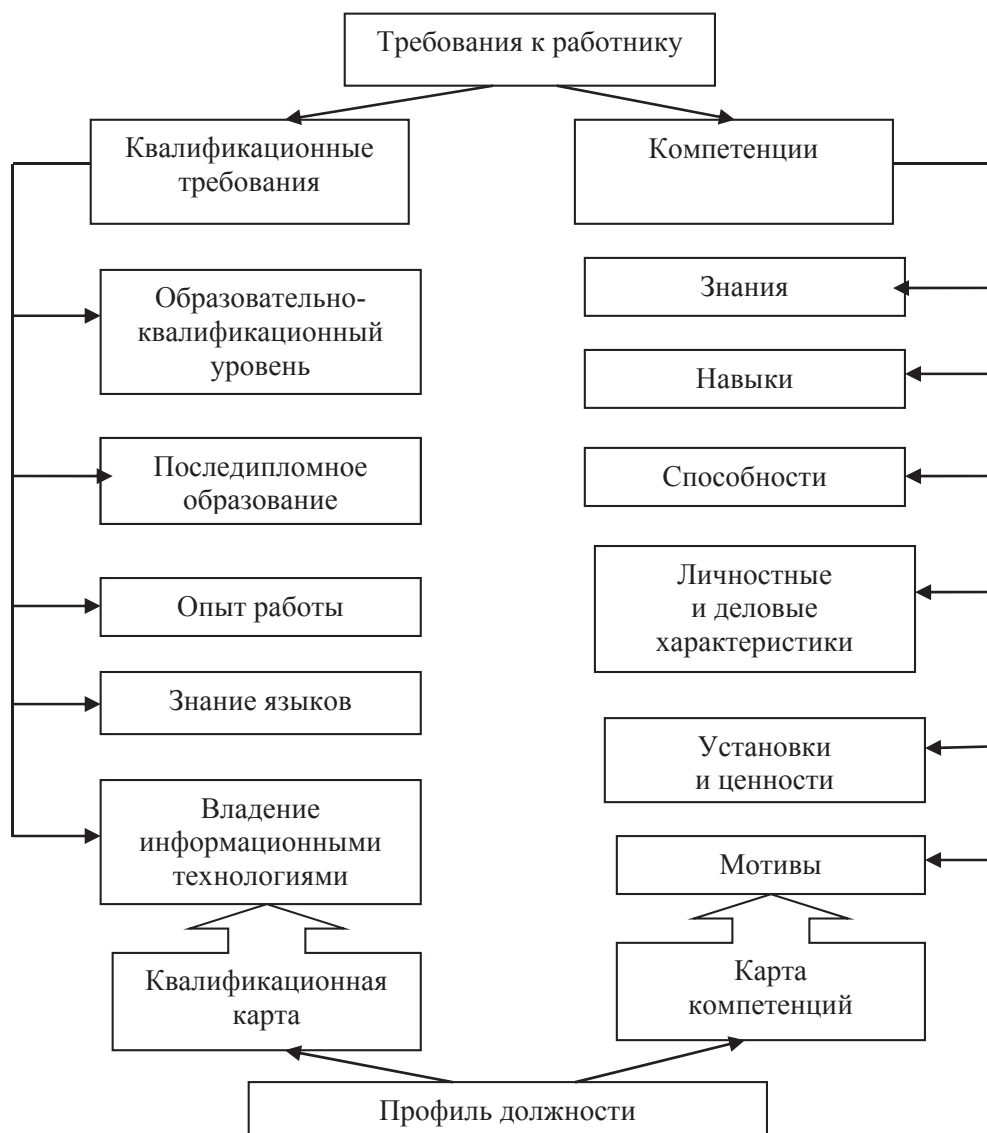 Требования к работнику
Квалификационные
требования
Компетенции
Образовательно-
квалификационный
уровень
Последипломное
образование
Опыт работы
Знание языков
Владение
информационными
технологиями
Квалификационная
карта
Знания
Навыки
Способности
Личностные
и деловые
характеристики
Установки
и ценности
Мотивы
Карта
компетенций
Профиль должности